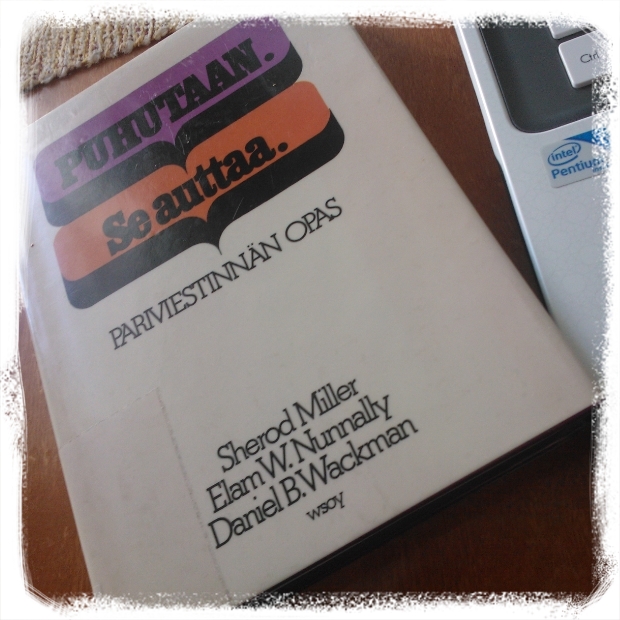 PUHUTAAN.
Se auttaa.
PARIVIESTINNÄN OPAS
Sherod Miller
Elam W. Nunnally
Daniel B. Wackman
wsoy
Ctrl
intel
Pentium